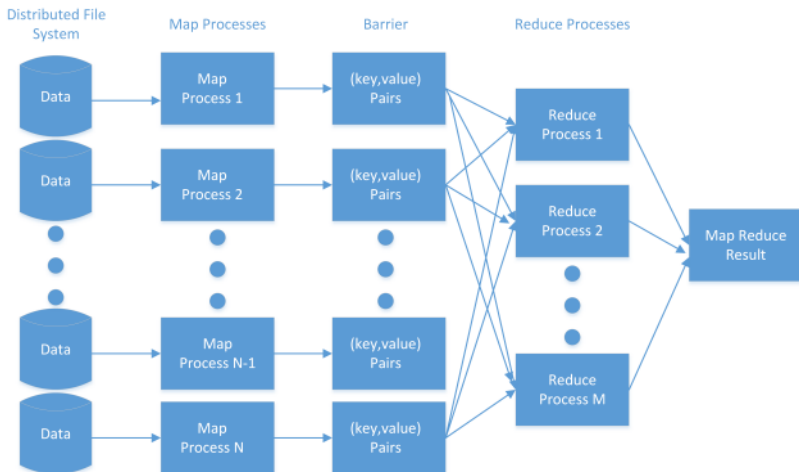 Distributed File
System
Map Processes
Barrier
Reduce Processes
Data
Map
Process 1
(key,value)
Pairs
Reduce
Process 1
Data
Map
Process 2
(key,value)
Pairs
Reduce
Process 2
Map Reduce
Result
Data
Map
Process N-1
(key,value)
Pairs
Reduce
Process M
Data
Map
Process N
(key,value)
Pairs